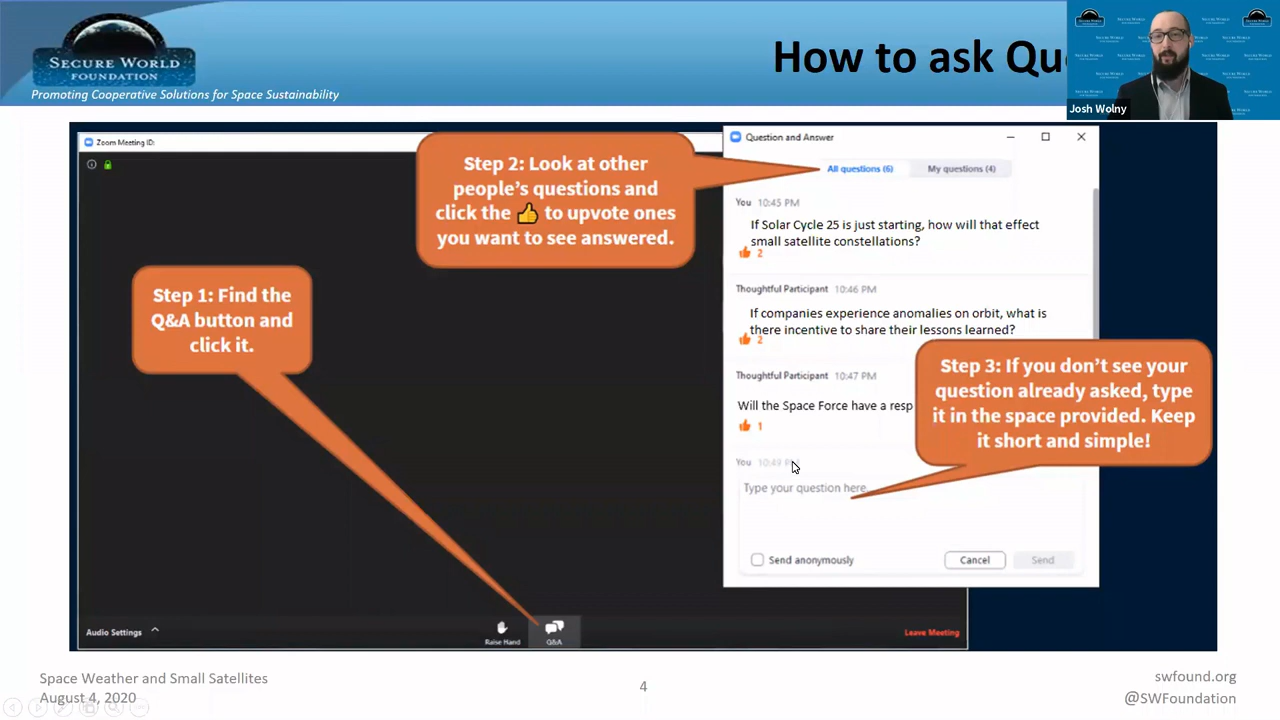 SECURE WORLD
FOUNDATION
Promoting Cooperative Solutions for Space Sustainability
How to ask Qu
Josh Wolny
Zoom Meeting ID:
Step 1: Find the
Q&A button and
click it.
Step 2: Look at other
people's questions and
click the 👍 to upvote ones
you want to see answered.
Question and Answer
All questions (6)
My questions (4)
You 10:45 PM
If Solar Cycle 25 is just starting, how will that effect
small satellite constellations?
2
Thoughtful Participant 10:46 PM
If companies experience anomalies on orbit, what is
there incentive to share their lessons learned?
2
Thoughtful Participant 10:47 PM
Will the Space Force have a resp
1
Step 3: If you don't see your
question already asked, type
it in the space provided. Keep
it short and simple!
You 10:49 PM
Type your question here
Send anonymously
Cancel
Send
Audio Settings
Raise Hand
Q&A
Leave Meeting
Space Weather and Small Satellites
August 4, 2020
4
swfound.org
@SWFoundation